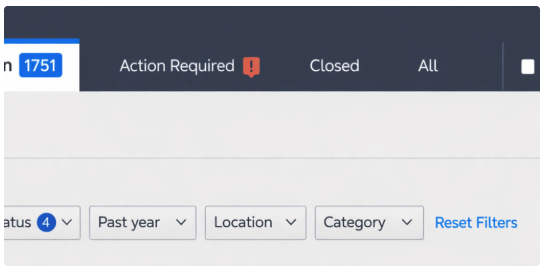 n 1751 Action Required ! Closed All
atus 4 Past year Location Category Reset Filters